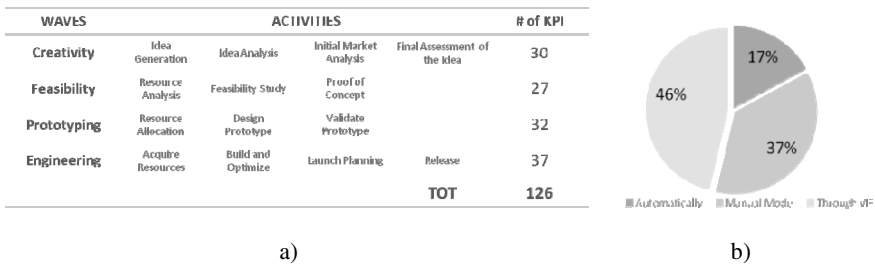 WAVES ACTIVITIES # of KPI
Creativity Idea Generation Idea Analysis Initial Market Analysis Final Assessment of the Idea 30
Feasibility Resource Analysis Feasibility Study Proof of Concept 27
Prototyping Resource Allocation Design Prototype Validate Prototype 32
Engineering Acquire Resources Build and Optimize Launch Planning Release 37
TOT 126
17%
46%
37%
Automatically Manual Mode Through VIF
a) b)